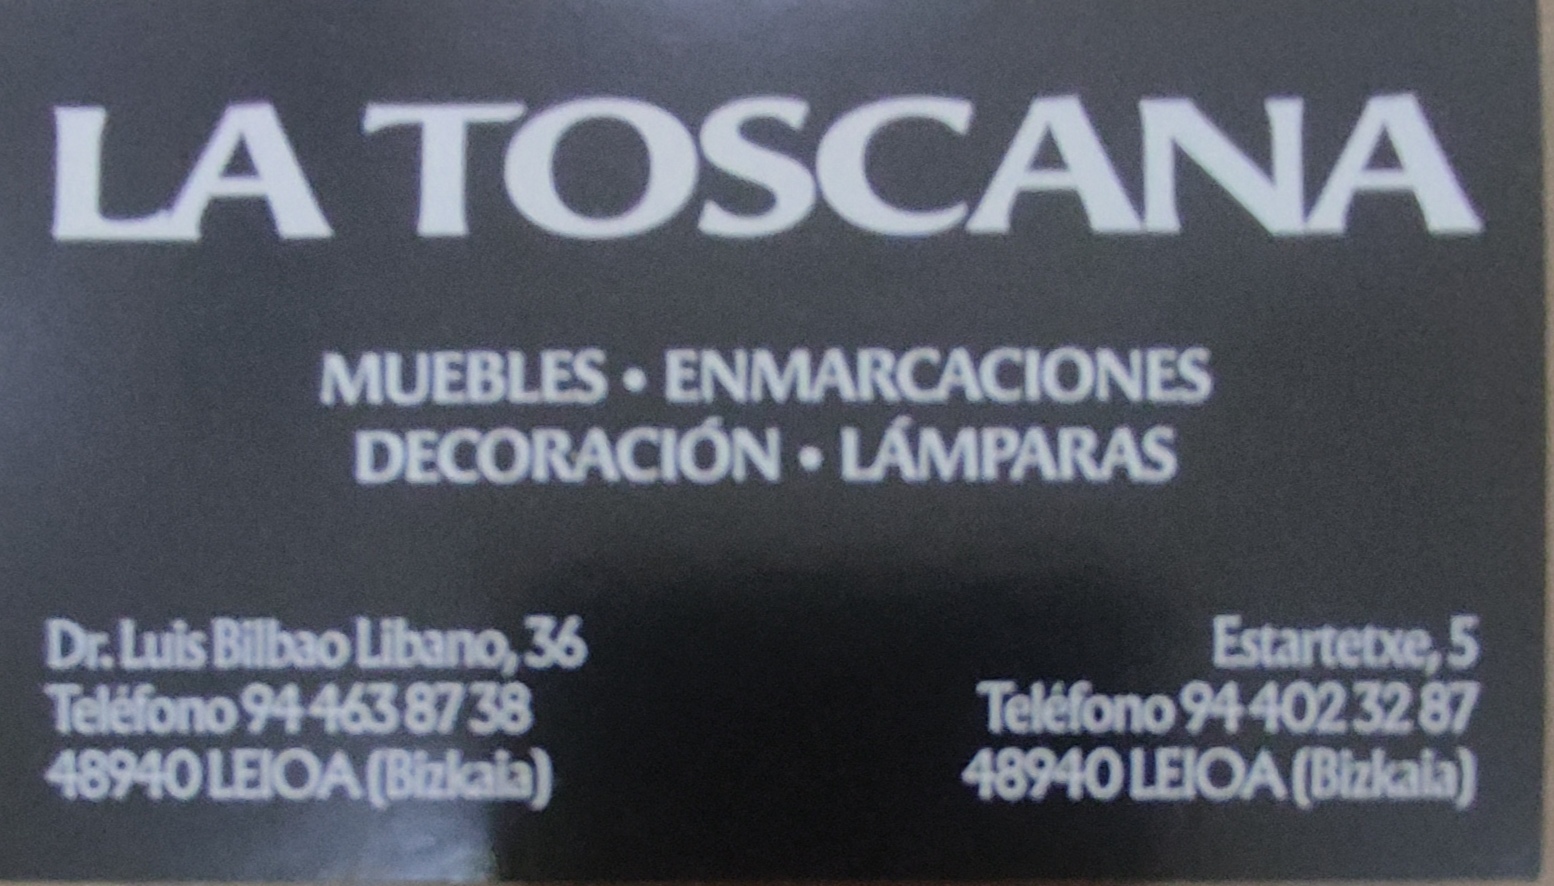 LA TOSCANA
MUEBLES • ENMARCACIONES
DECORACIÓN • LÁMPARAS
Dr. Luis Bilbao Libano, 36
Teléfono 94 463 87 38
48940 LEIOA (Bizkaia)
Estartetxe, 5
Teléfono 94 402 32 87
48940 LEIOA (Bizkaia)